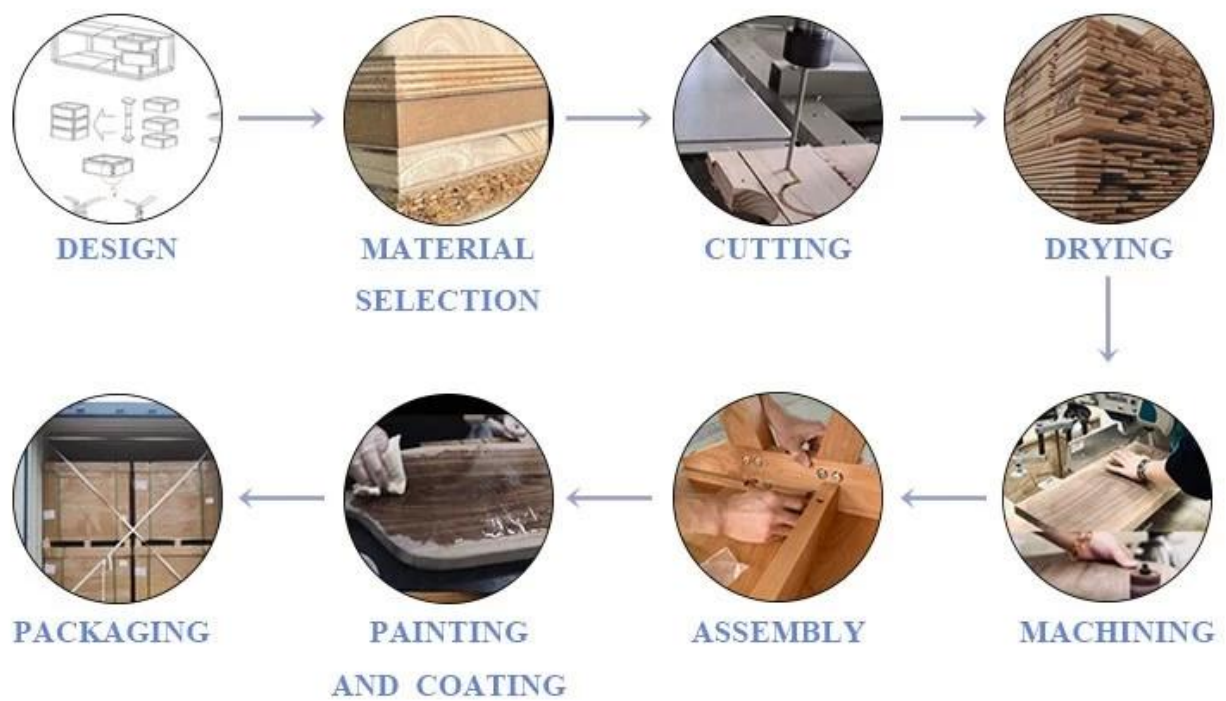 DESIGN
MATERIAL
SELECTION
CUTTING
DRYING
MACHINING
ASSEMBLY
PAINTING
AND COATING
PACKAGING